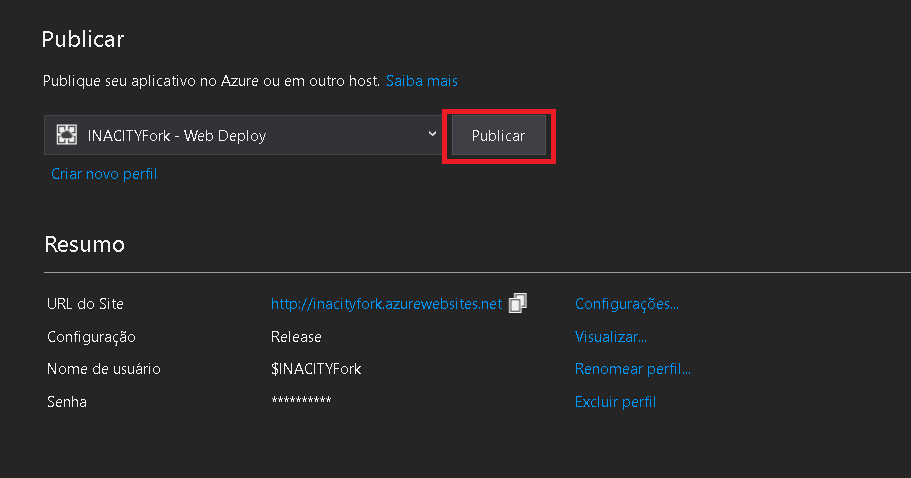 Publicar
Publique seu aplicativo no Azure ou em outro host. Saiba mais
INACITYFork - Web Deploy Publicar
Criar novo perfil
Resumo
URL do Site http://inacityfork.azurewebsites.net Configurações...
Configuração Release Visualizar...
Nome de usuário $INACITYFork Renomear perfil...
Senha ********** Excluir perfil